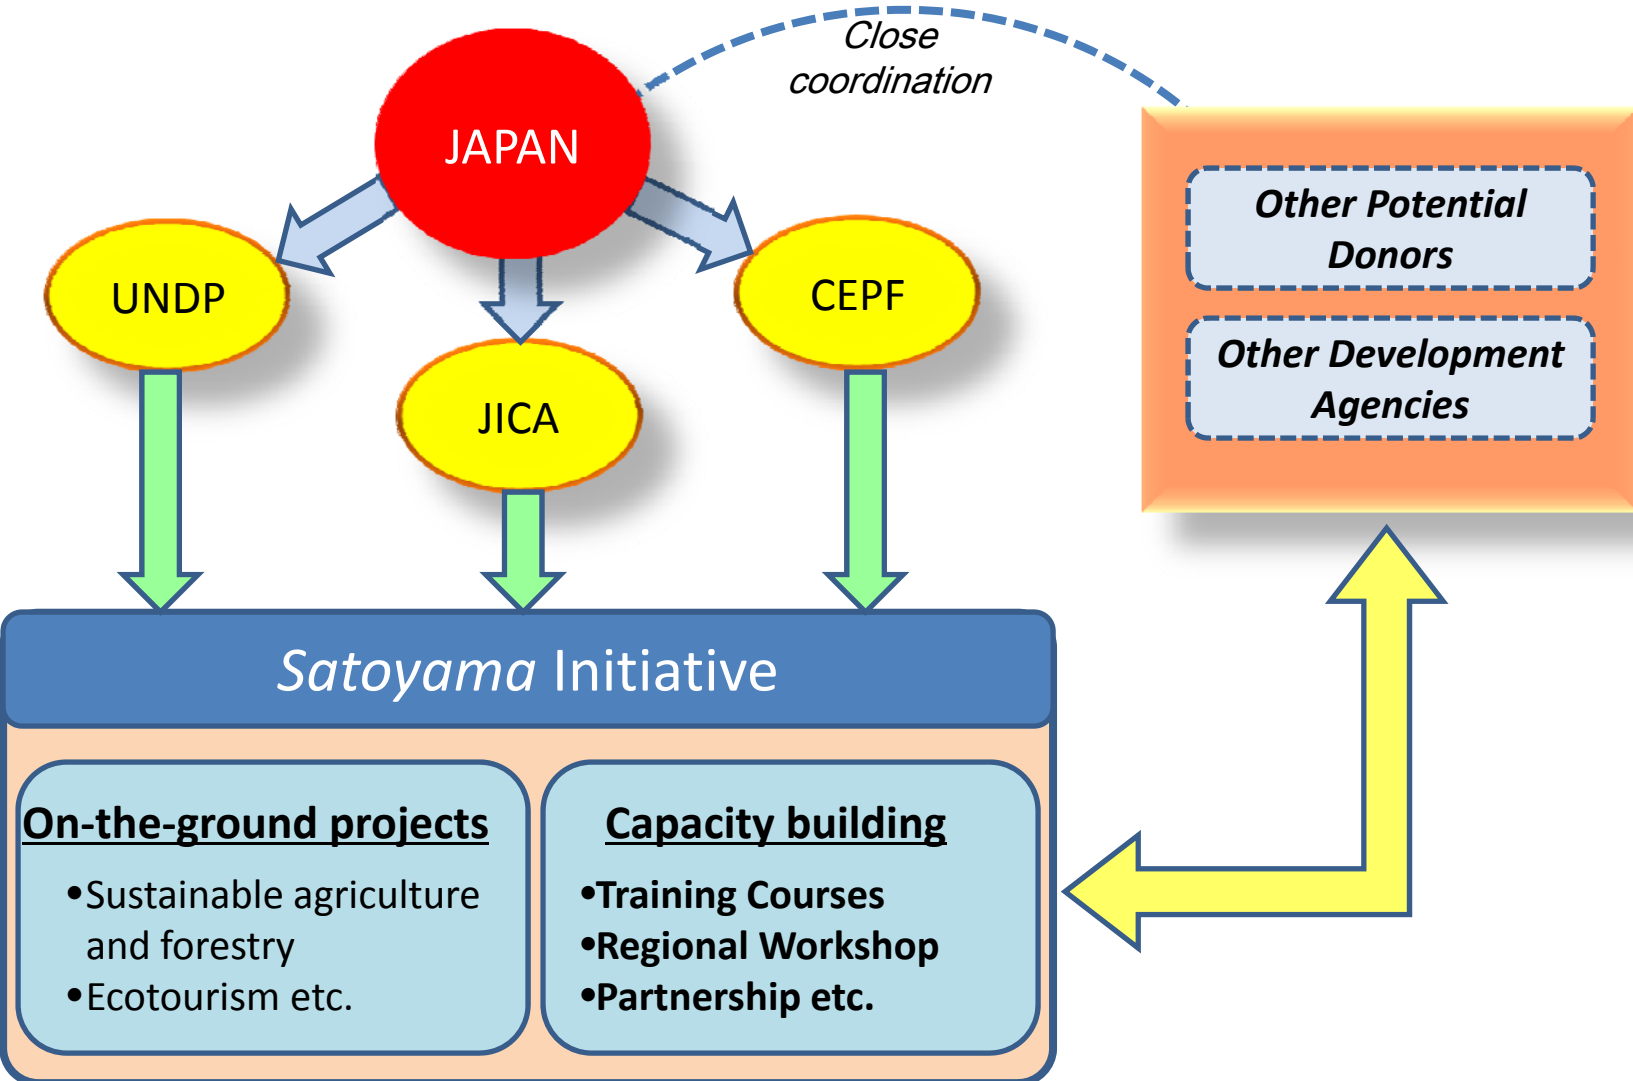 Close
coordination
JAPAN
Other Potential
Donors
UNDP
CEPF
Other Development
Agencies
JICA
Satoyama Initiative
On-the-ground projects
•Sustainable agriculture
and forestry
•Ecotourism etc.
Capacity building
•Training Courses
•Regional Workshop
•Partnership etc.